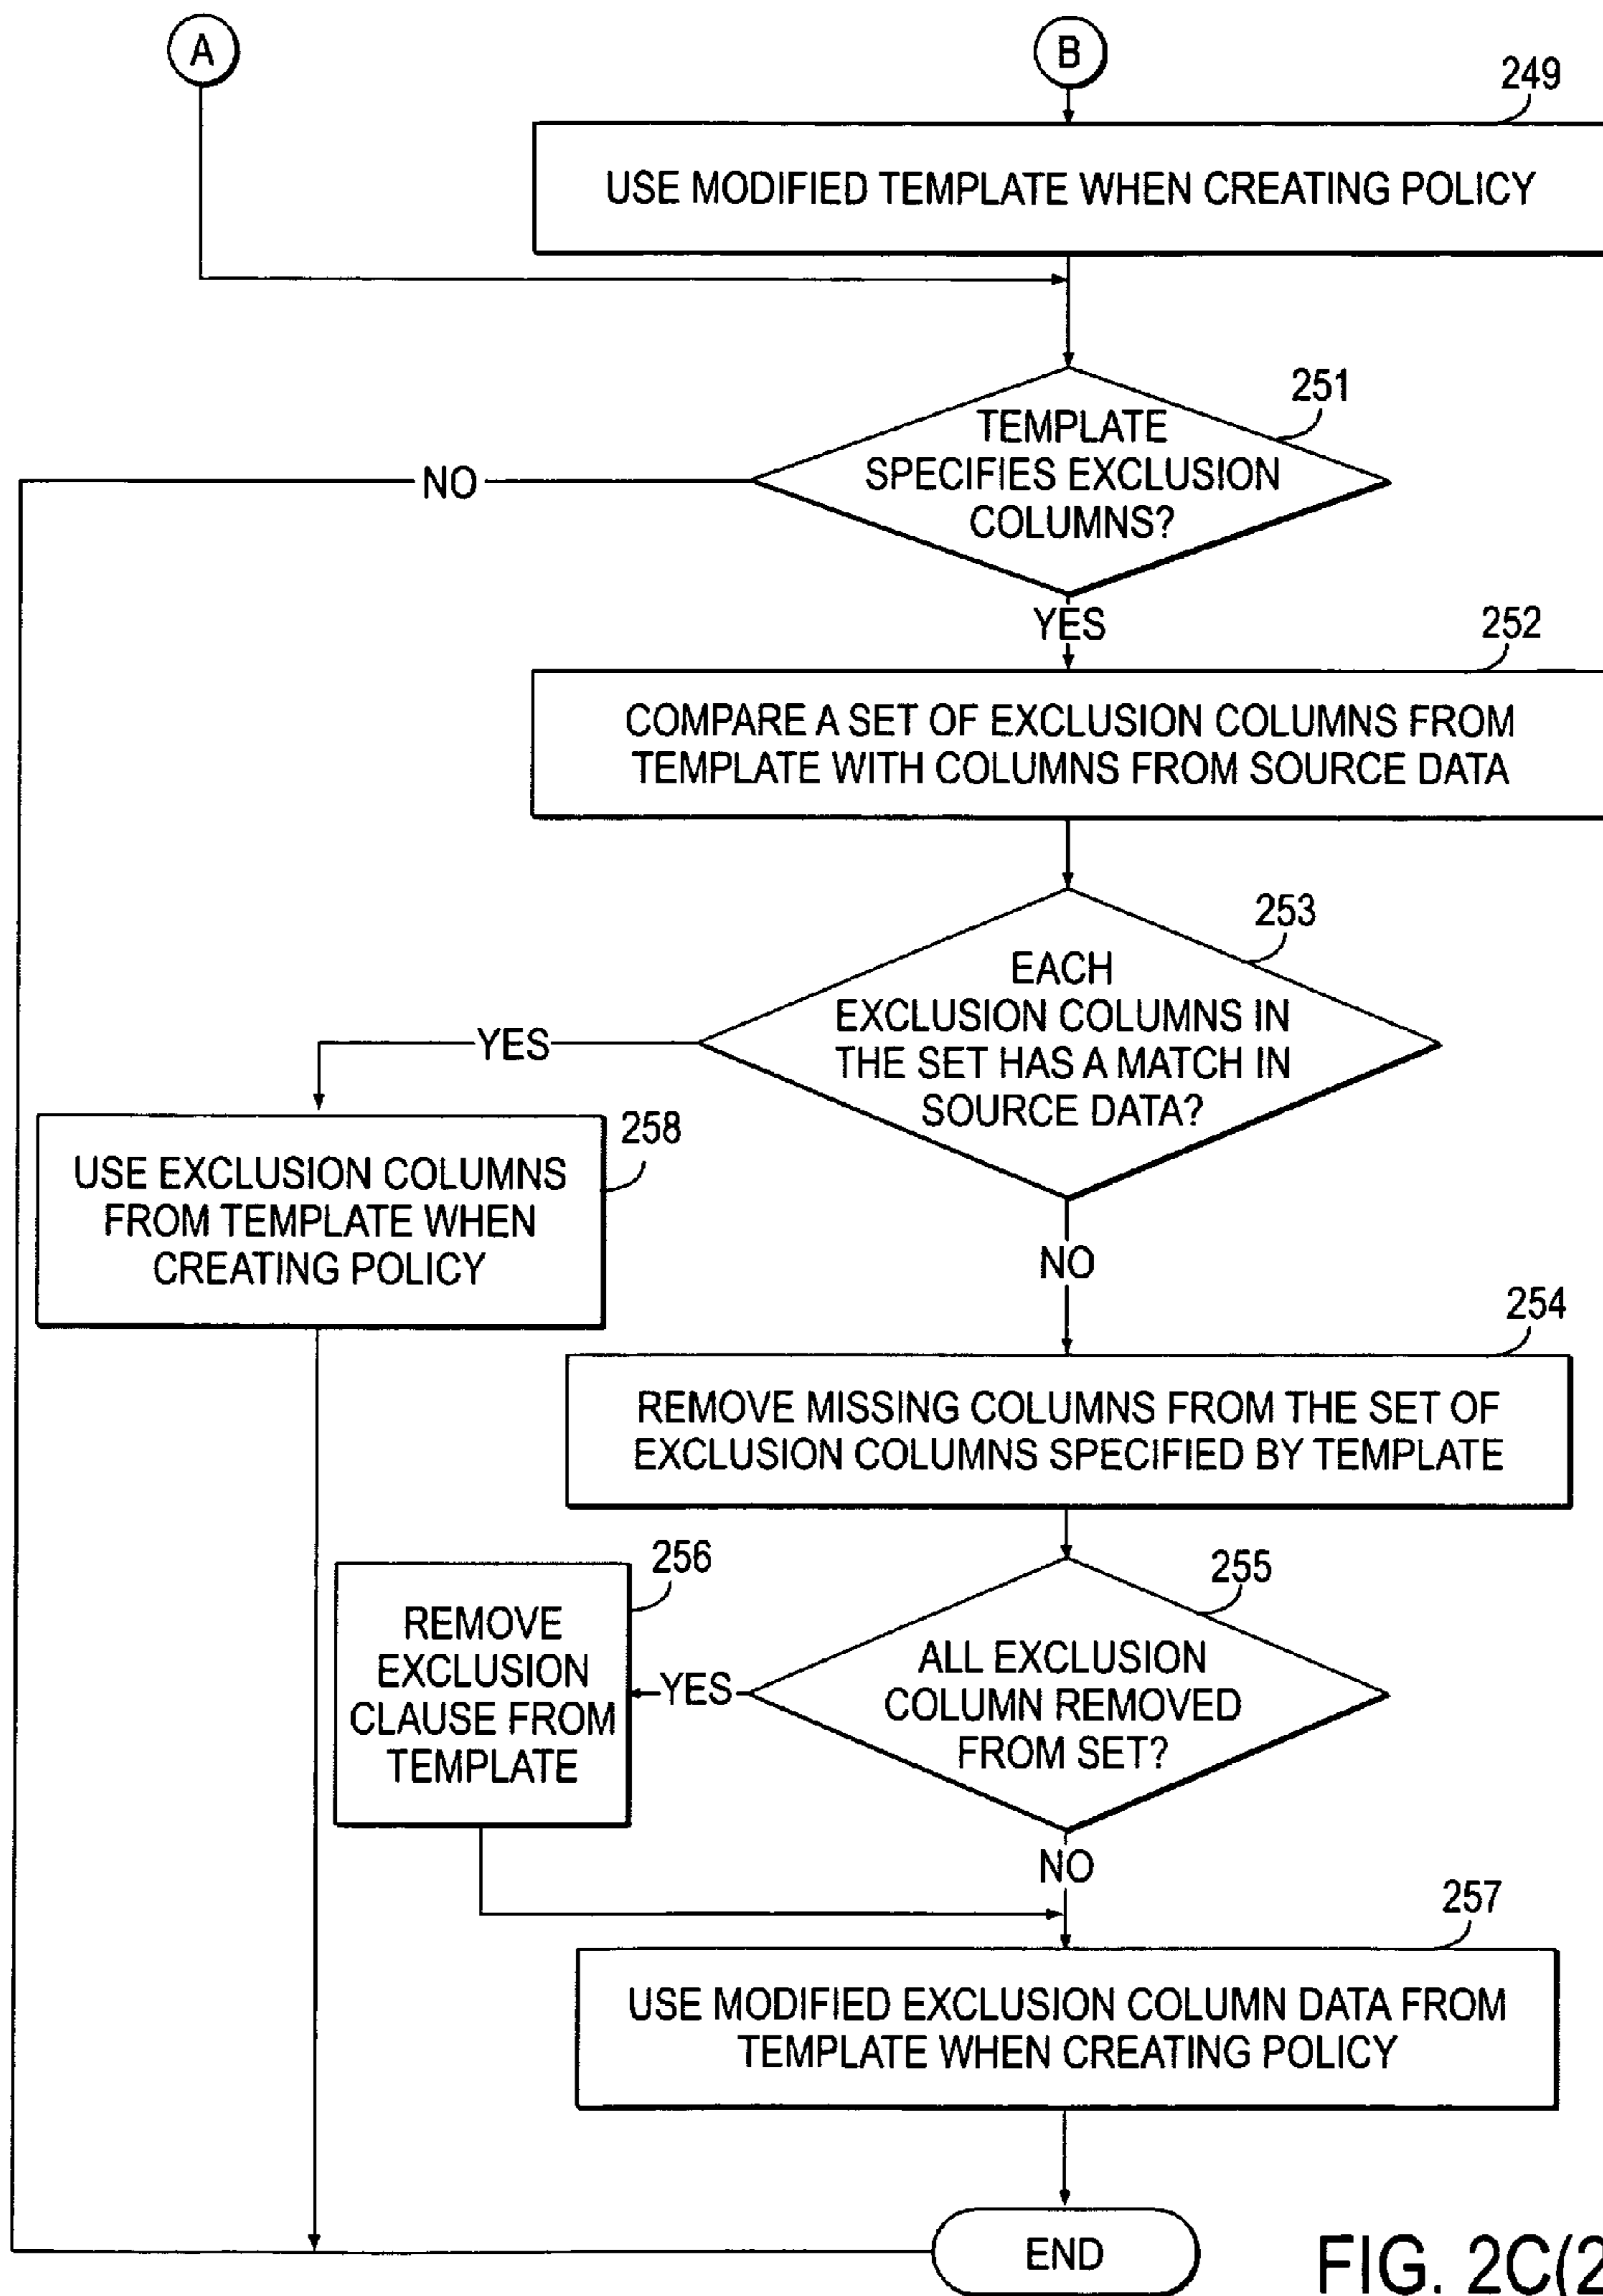 A
B
249
USE MODIFIED TEMPLATE WHEN CREATING POLICY
251
TEMPLATE
SPECIFIES EXCLUSION
COLUMNS?
NO
YES
252
COMPARE A SET OF EXCLUSION COLUMNS FROM
TEMPLATE WITH COLUMNS FROM SOURCE DATA
253
EACH
EXCLUSION COLUMNS IN
THE SET HAS A MATCH IN
SOURCE DATA?
YES
258
USE EXCLUSION COLUMNS
FROM TEMPLATE WHEN
CREATING POLICY
NO
254
REMOVE MISSING COLUMNS FROM THE SET OF
EXCLUSION COLUMNS SPECIFIED BY TEMPLATE
256
REMOVE
EXCLUSION
CLAUSE FROM
TEMPLATE
255
ALL EXCLUSION
COLUMN REMOVED
FROM SET?
YES
NO
257
USE MODIFIED EXCLUSION COLUMN DATA FROM
TEMPLATE WHEN CREATING POLICY
END
FIG. 2C(2